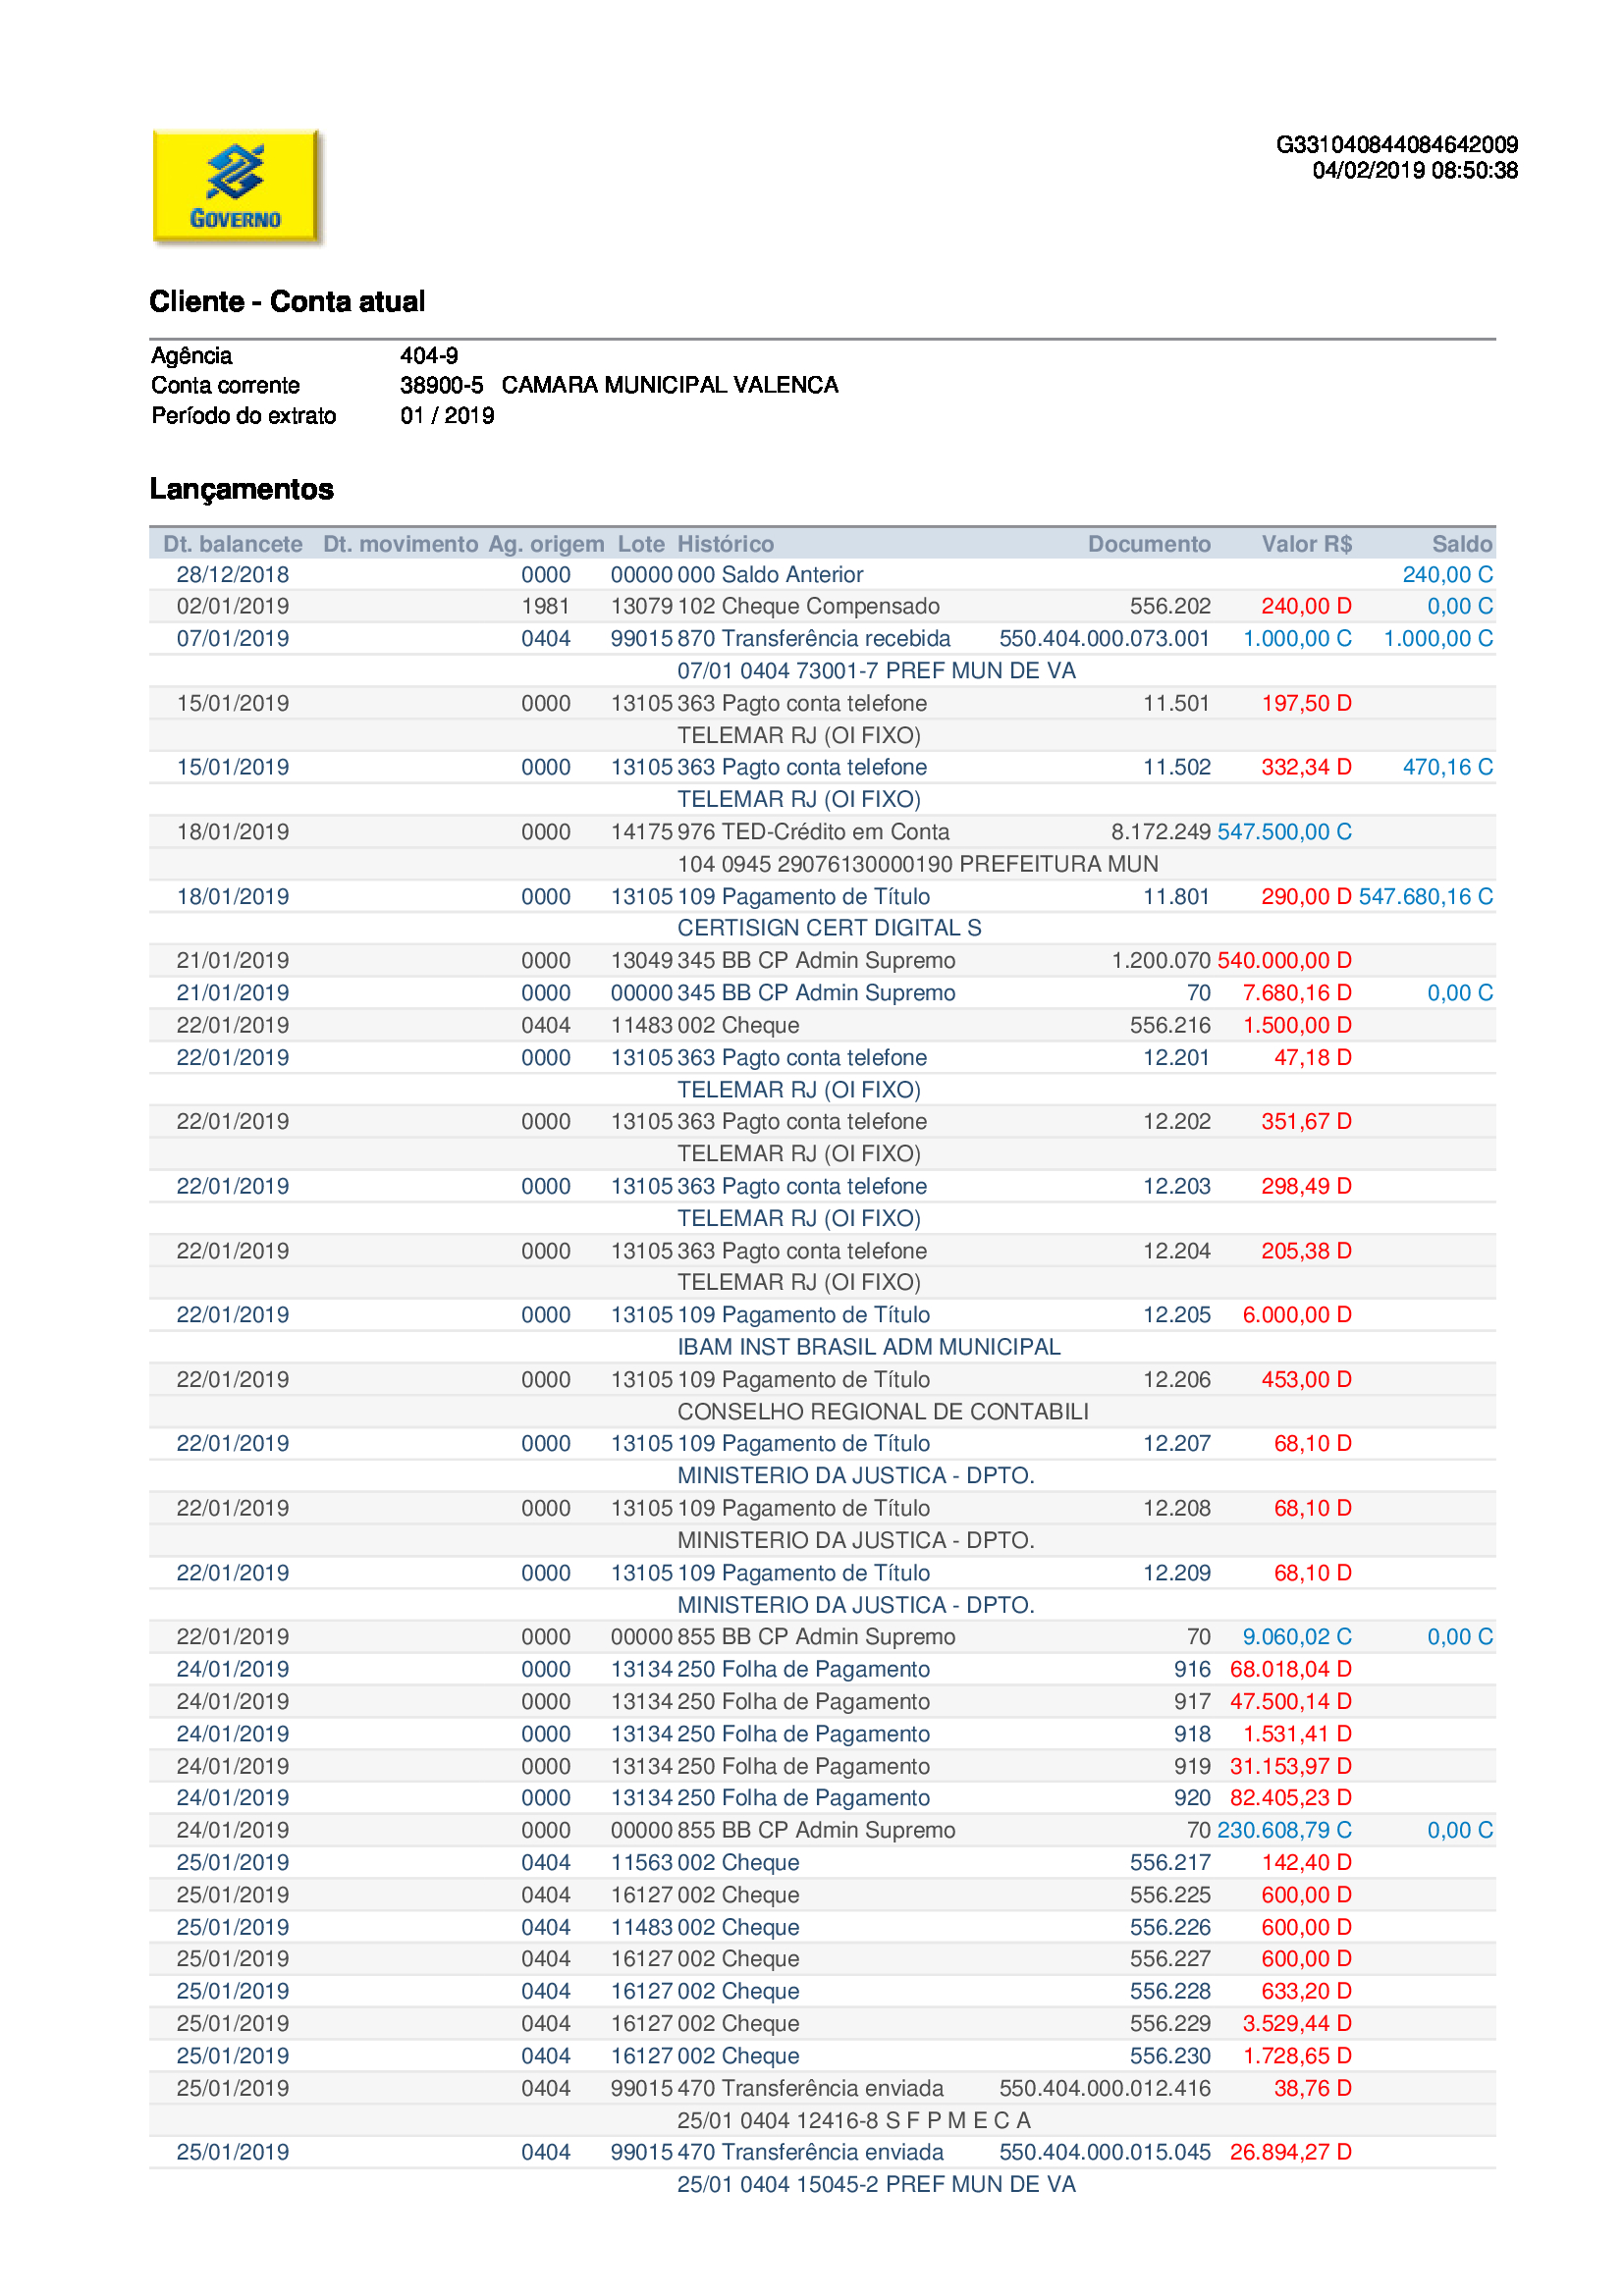 GOVERNO
G331040844084642009
04/02/2019 08:50:38
Cliente - Conta atual
Agência 404-9
Conta corrente 38900-5 CAMARA MUNICIPAL VALENCA
Período do extrato 01 / 2019
Lançamentos
Dt. balancete Dt. movimento Ag. origem Lote Histórico Documento Valor R$ Saldo
28/12/2018 0000 00000 000 Saldo Anterior 240,00 C
02/01/2019 1981 13079 102 Cheque Compensado 556.202 240,00 D 0,00 C
07/01/2019 0404 99015 870 Transferência recebida 550.404.000.073.001 1.000,00 C 1.000,00 C
07/01 0404 73001-7 PREF MUN DE VA
15/01/2019 0000 13105 363 Pagto conta telefone 11.501 197,50 D
TELEMAR RJ (OI FIXO)
15/01/2019 0000 13105 363 Pagto conta telefone 11.502 332,34 D 470,16 C
TELEMAR RJ (OI FIXO)
18/01/2019 0000 14175 976 TED-Crédito em Conta 8.172.249 547.500,00 C
104 0945 29076130000190 PREFEITURA MUN
18/01/2019 0000 13105 109 Pagamento de Título 11.801 290,00 D 547.680,16 C
CERTISIGN CERT DIGITAL S
21/01/2019 0000 13049 345 BB CP Admin Supremo 1.200.070 540.000,00 D
21/01/2019 0000 00000 345 BB CP Admin Supremo 70 7.680,16 D 0,00 C
22/01/2019 0404 11483 002 Cheque 556.216 1.500,00 D
22/01/2019 0000 13105 363 Pagto conta telefone 12.201 47,18 D
TELEMAR RJ (OI FIXO)
22/01/2019 0000 13105 363 Pagto conta telefone 12.202 351,67 D
TELEMAR RJ (OI FIXO)
22/01/2019 0000 13105 363 Pagto conta telefone 12.203 298,49 D
TELEMAR RJ (OI FIXO)
22/01/2019 0000 13105 363 Pagto conta telefone 12.204 205,38 D
TELEMAR RJ (OI FIXO)
22/01/2019 0000 13105 109 Pagamento de Título 12.205 6.000,00 D
IBAM INST BRASIL ADM MUNICIPAL
22/01/2019 0000 13105 109 Pagamento de Título 12.206 453,00 D
CONSELHO REGIONAL DE CONTABILI
22/01/2019 0000 13105 109 Pagamento de Título 12.207 68,10 D
MINISTERIO DA JUSTICA - DPTO.
22/01/2019 0000 13105 109 Pagamento de Título 12.208 68,10 D
MINISTERIO DA JUSTICA - DPTO.
22/01/2019 0000 13105 109 Pagamento de Título 12.209 68,10 D
MINISTERIO DA JUSTICA - DPTO.
22/01/2019 0000 00000 855 BB CP Admin Supremo 70 9.060,02 C 0,00 C
24/01/2019 0000 13134 250 Folha de Pagamento 916 68.018,04 D
24/01/2019 0000 13134 250 Folha de Pagamento 917 47.500,14 D
24/01/2019 0000 13134 250 Folha de Pagamento 918 1.531,41 D
24/01/2019 0000 13134 250 Folha de Pagamento 919 31.153,97 D
24/01/2019 0000 13134 250 Folha de Pagamento 920 82.405,23 D
24/01/2019 0000 00000 855 BB CP Admin Supremo 70 230.608,79 C 0,00 C
25/01/2019 0404 11563 002 Cheque 556.217 142,40 D
25/01/2019 0404 16127 002 Cheque 556.225 600,00 D
25/01/2019 0404 11483 002 Cheque 556.226 600,00 D
25/01/2019 0404 16127 002 Cheque 556.227 600,00 D
25/01/2019 0404 16127 002 Cheque 556.228 633,20 D
25/01/2019 0404 16127 002 Cheque 556.229 3.529,44 D
25/01/2019 0404 16127 002 Cheque 556.230 1.728,65 D
25/01/2019 0404 99015 470 Transferência enviada 550.404.000.012.416 38,76 D
25/01 0404 12416-8 S F P M E C A
25/01/2019 0404 99015 470 Transferência enviada 550.404.000.015.045 26.894,27 D
25/01 0404 15045-2 PREF MUN DE VA